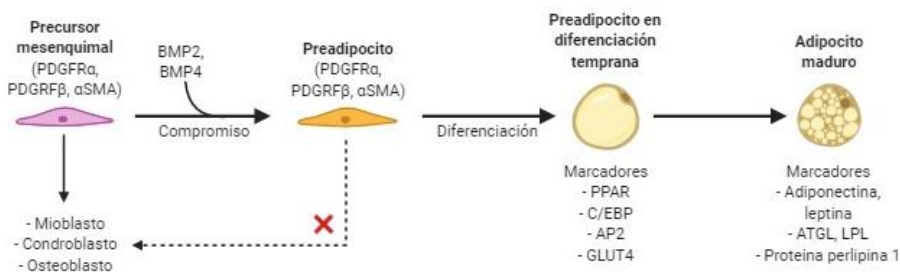 Precursor
mesenquimal
(PDGFRα,
PDGRFβ, αSMA)
BMP2,
BMP4
Compromiso
Preadipocito
(PDGFRα,
PDGRFβ, αSMA)
Diferenciación
Preadipocito en
diferenciación
temprana
Adipocito
maduro
- Mioblasto
- Condroblasto
- Osteoblasto
Marcadores
- PPAR
- C/EBP
- AP2
- GLUT4
Marcadores
- Adiponectina,
leptina
- ATGL, LPL
- Proteina perlipina 1